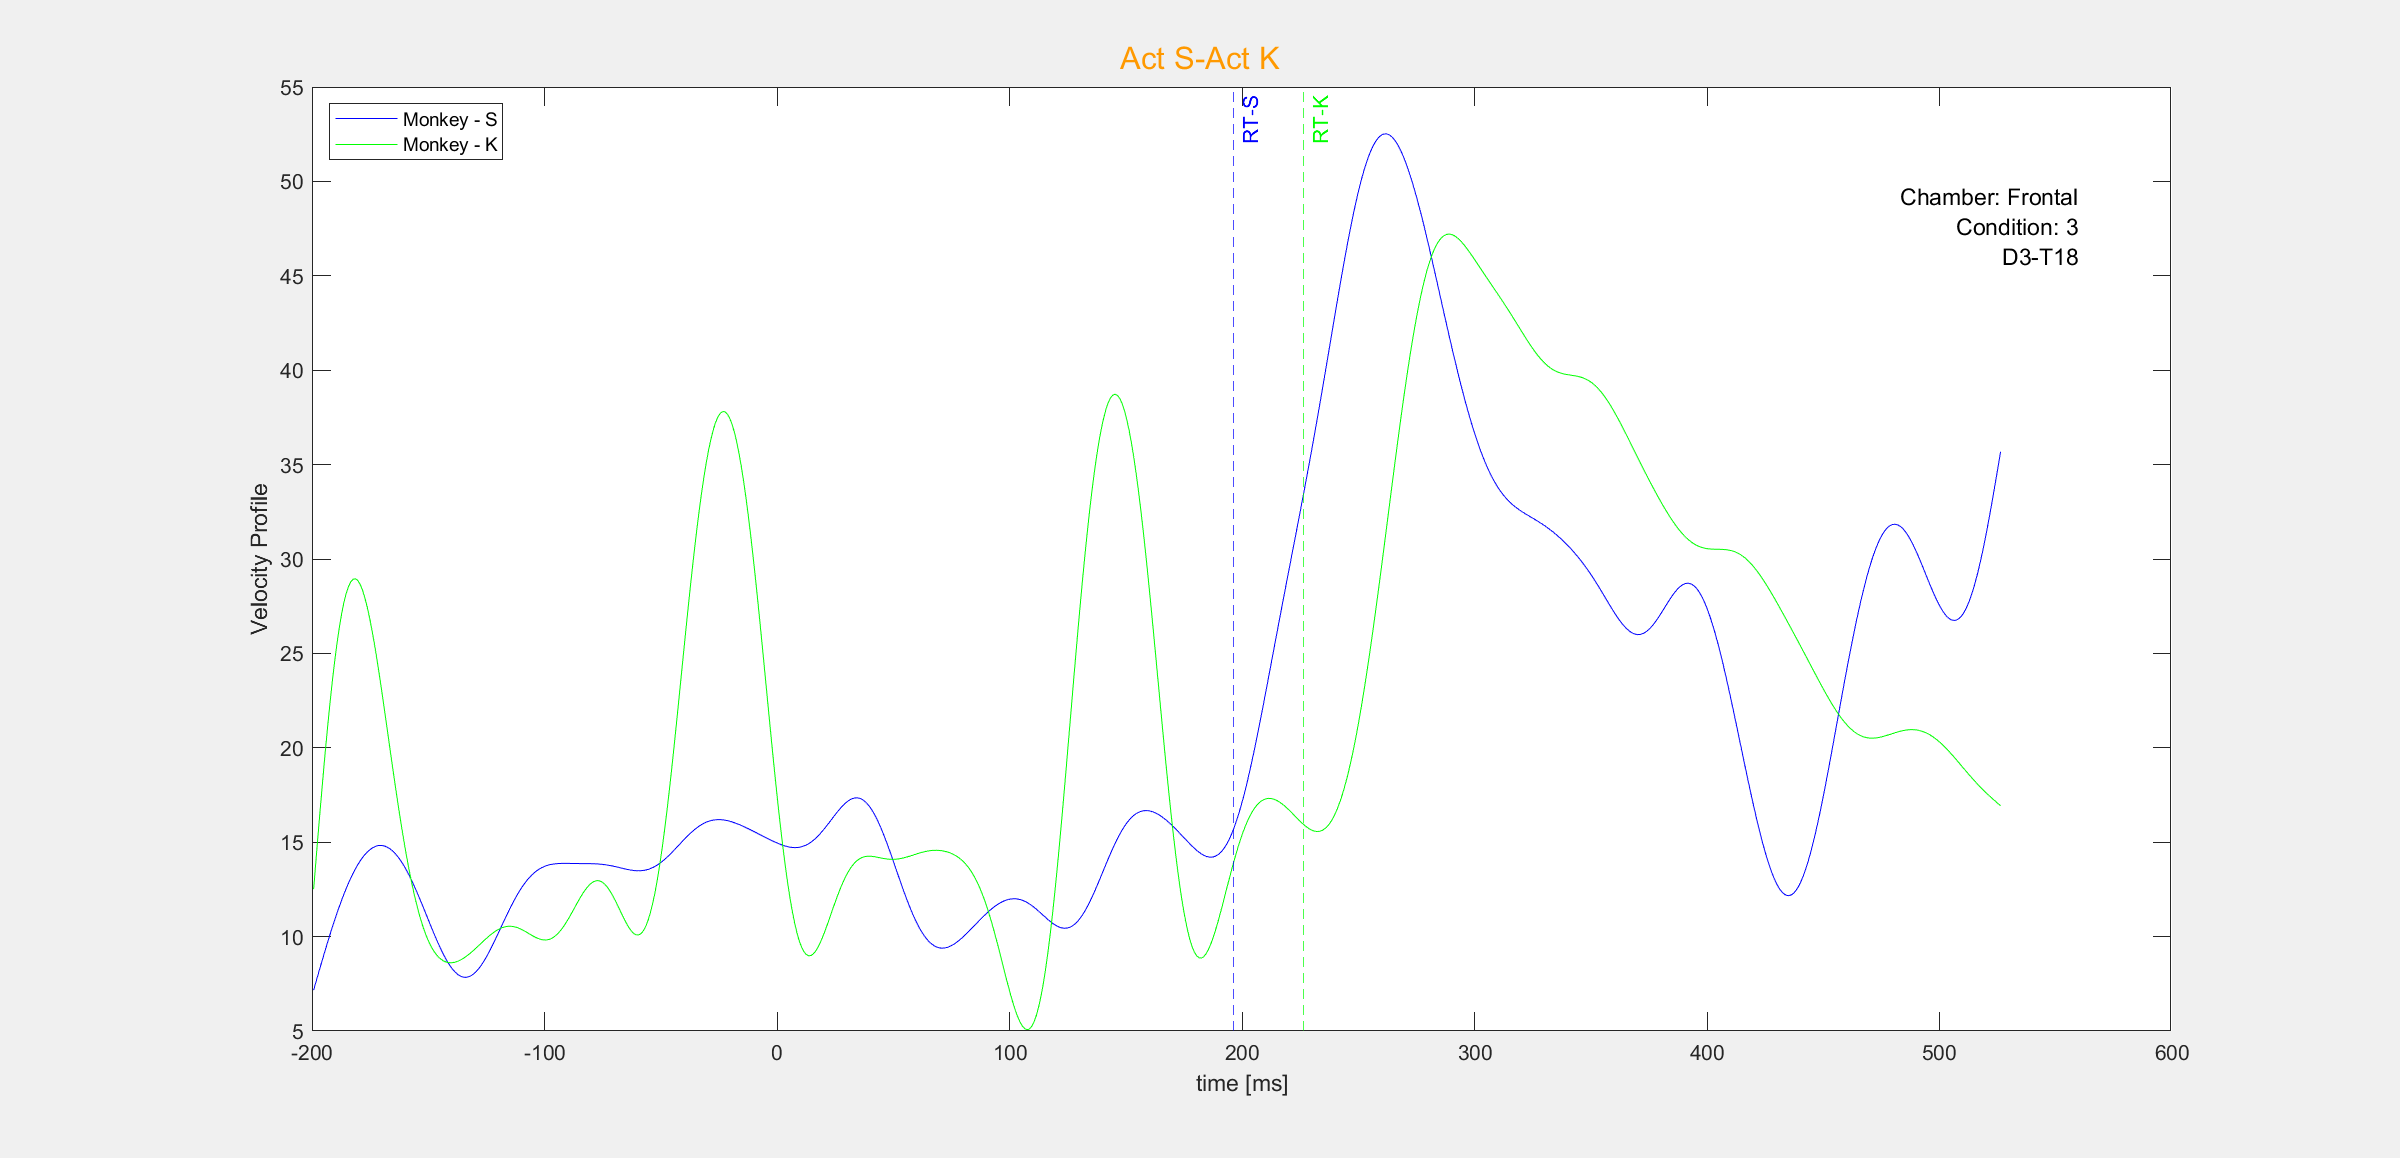 Act S-Act K
Monkey - S
Monkey - K
RT-S
RT-K
Chamber: Frontal
Condition: 3
D3-T18
Velocity Profile
55
50
45
40
35
30
25
20
15
10
5
-200 -100 0 100 200 300 400 500 600
time [ms]